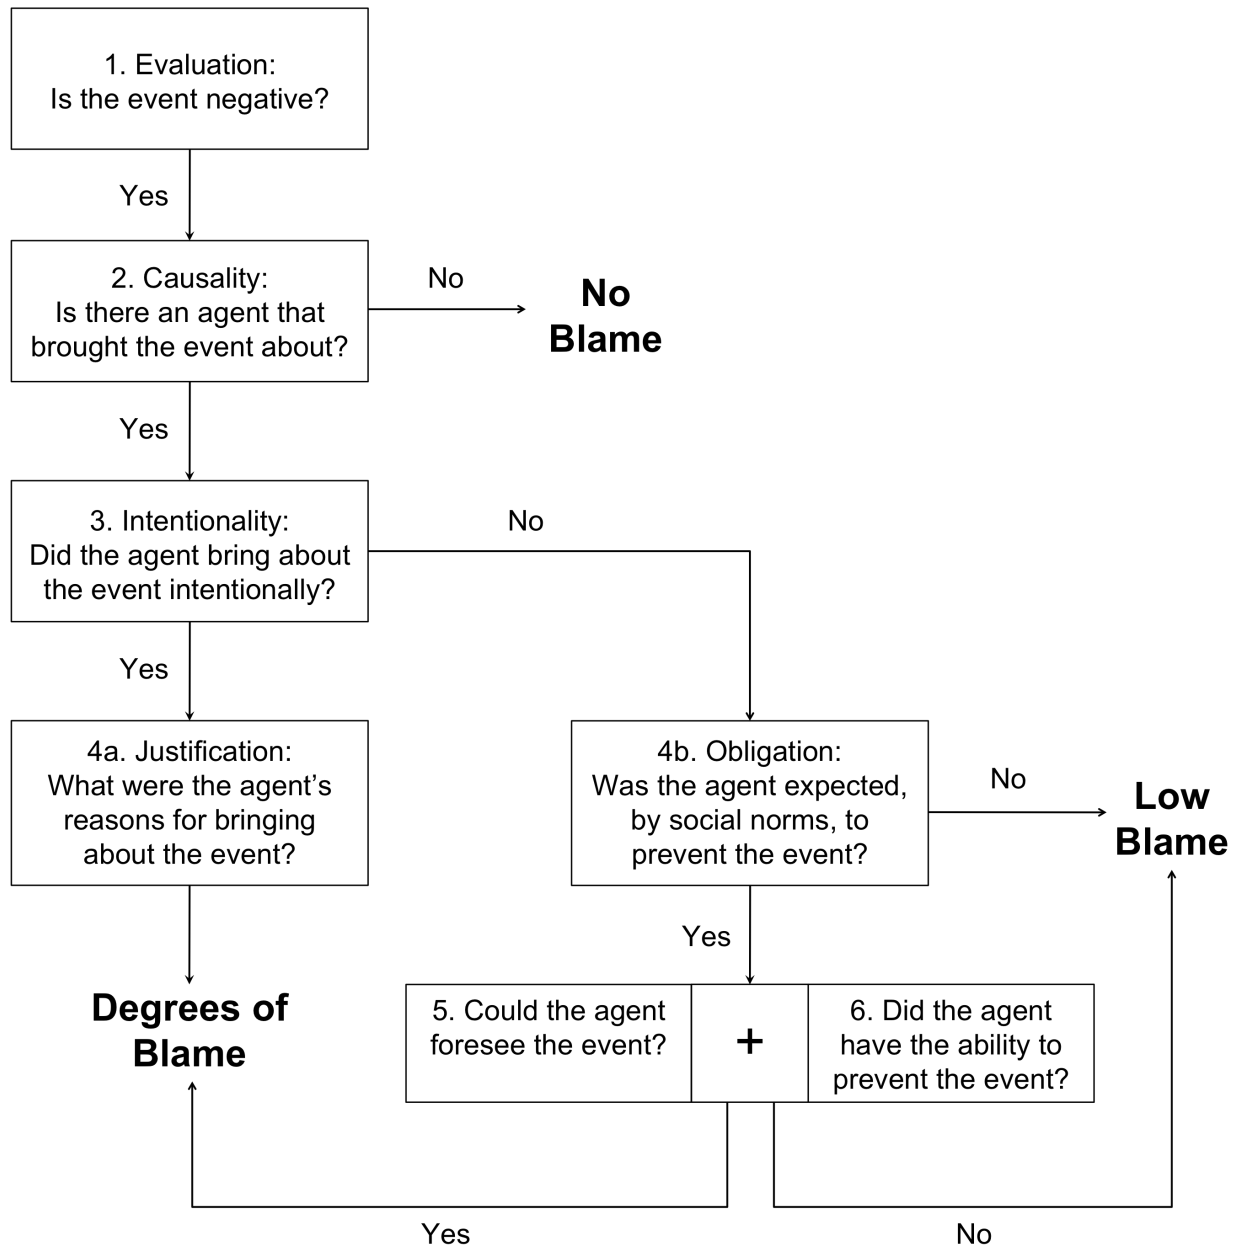 1. Evaluation:
Is the event negative?
Yes
2. Causality:
Is there an agent that
brought the event about?
No
No
Blame
Yes
3. Intentionality:
Did the agent bring about
the event intentionally?
No
Yes
4a. Justification:
What were the agent’s
reasons for bringing
about the event?
4b. Obligation:
Was the agent expected,
by social norms, to
prevent the event?
No
Low
Blame
Yes
Degrees of
Blame
5. Could the agent
foresee the event?
+
6. Did the agent
have the ability to
prevent the event?
Yes
No